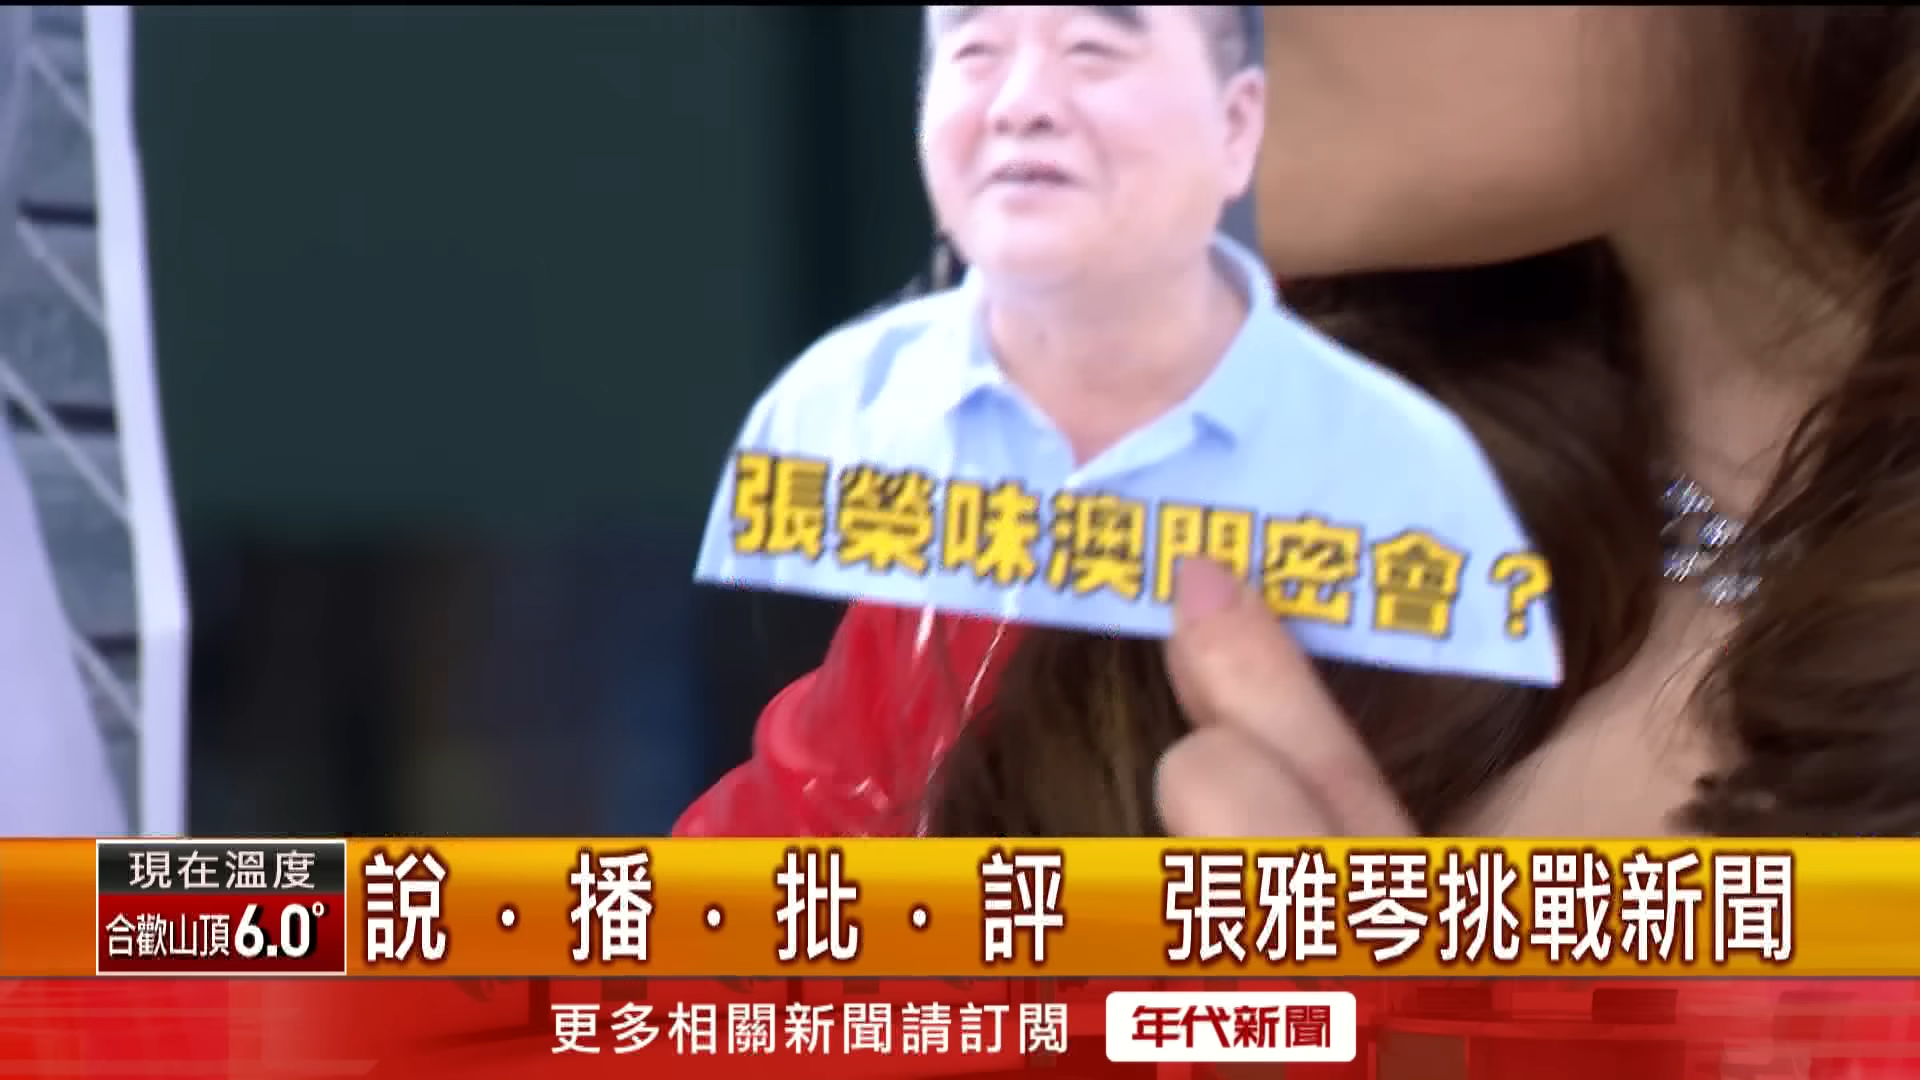 張榮味澳門密會？
現在溫度
合歡山頂6.0°
說．播．批．評 張雅琴挑戰新聞
更多相關新聞請訂閱 年代新聞